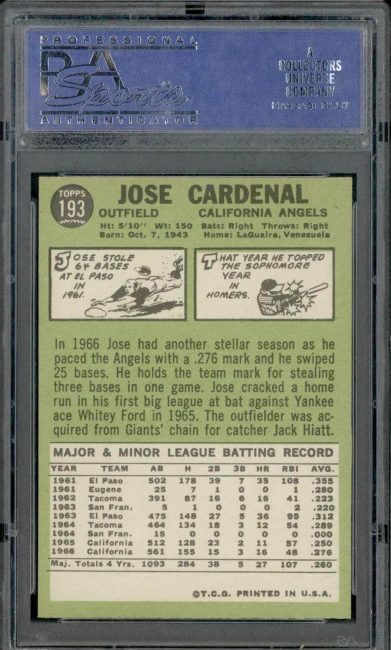 PROFESSIONAL
PSA
Sports
AUTHENTICATOR
A
COLLECTORS
UNIVERSE
COMPANY
TOPPS
193
JOSE CARDENAL
OUTFIELD CALIFORNIA ANGELS
Ht: 5'10" Wt: 150 Bats: Right Throws: Right
Born: Oct. 7, 1943 Home: LaGuaira, Venezuela
JOSE STOLE
64 BASES
AT EL PASO
IN
1961.
THAT YEAR HE TOPPED
THE SOPHOMORE
YEAR
IN
HOMERS.
In 1966 Jose had another stellar season as he
paced the Angels with a .276 mark and he swiped
25 bases. He holds the team mark for stealing
three bases in one game. Jose cracked a home
run in his first big league at bat against Yankee
ace Whitey Ford in 1965. The outfielder was ac-
quired from Giants' chain for catcher Jack Hiatt.
MAJOR & MINOR LEAGUE BATTING RECORD
YEAR TEAM AB H 2B 3B HR RBI AVG.
1961 El Paso 502 178 39 7 35 108 .355
1961 Eugene 25 7 1 0 0 1 .280
1962 Tacoma 391 87 16 6 16 41 .223
1963 San Fran. 5 1 0 0 0 2 .220
1963 El Paso 475 148 27 5 36 95 .312
1964 Tacoma 464 134 18 3 12 54 .289
1964 San Fran. 15 0 0 0 0 0 .000
1965 California 512 128 23 2 11 57 .250
1966 California 561 155 15 3 16 48 .276
Maj. Totals 4 Yrs. 1093 284 38 5 27 107 .260
©T.C.G. PRINTED IN U.S.A.